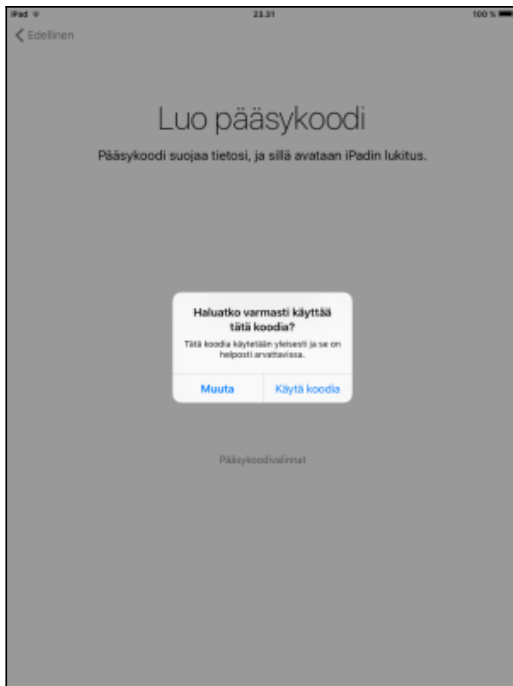 iPad 23.31 100 %
Edellinen
Luo pääsykoodi
Pääsykoodi suojaa tietosi, ja sillä avataan iPadin lukitus.
Haluatko varmasti käyttää
tätä koodia?
Tätä koodia käytetään yleisesti ja se on
helposti arvattavissa.
Muuta Käytä koodia
Pääsykoodivalinnat